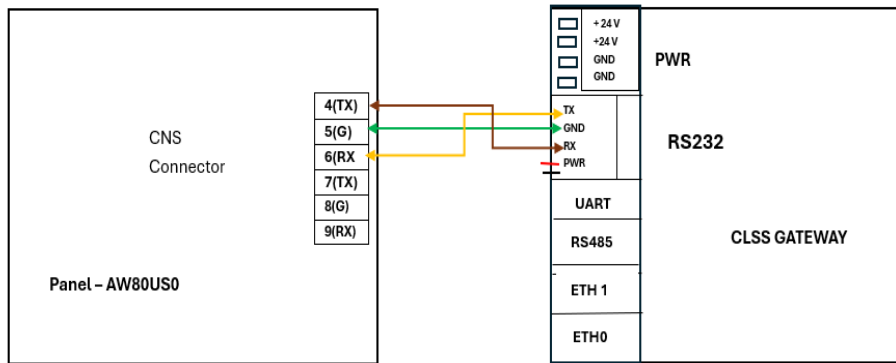 CNS
Connector
Panel – AW80US0
4(TX)
5(G)
6(RX
7(TX)
8(G)
9(RX)
+ 24 V
+24 V
GND
GND
PWR
TX
GND
RX
PWR
RS232
UART
RS485
ETH 1
ETH0
CLSS GATEWAY